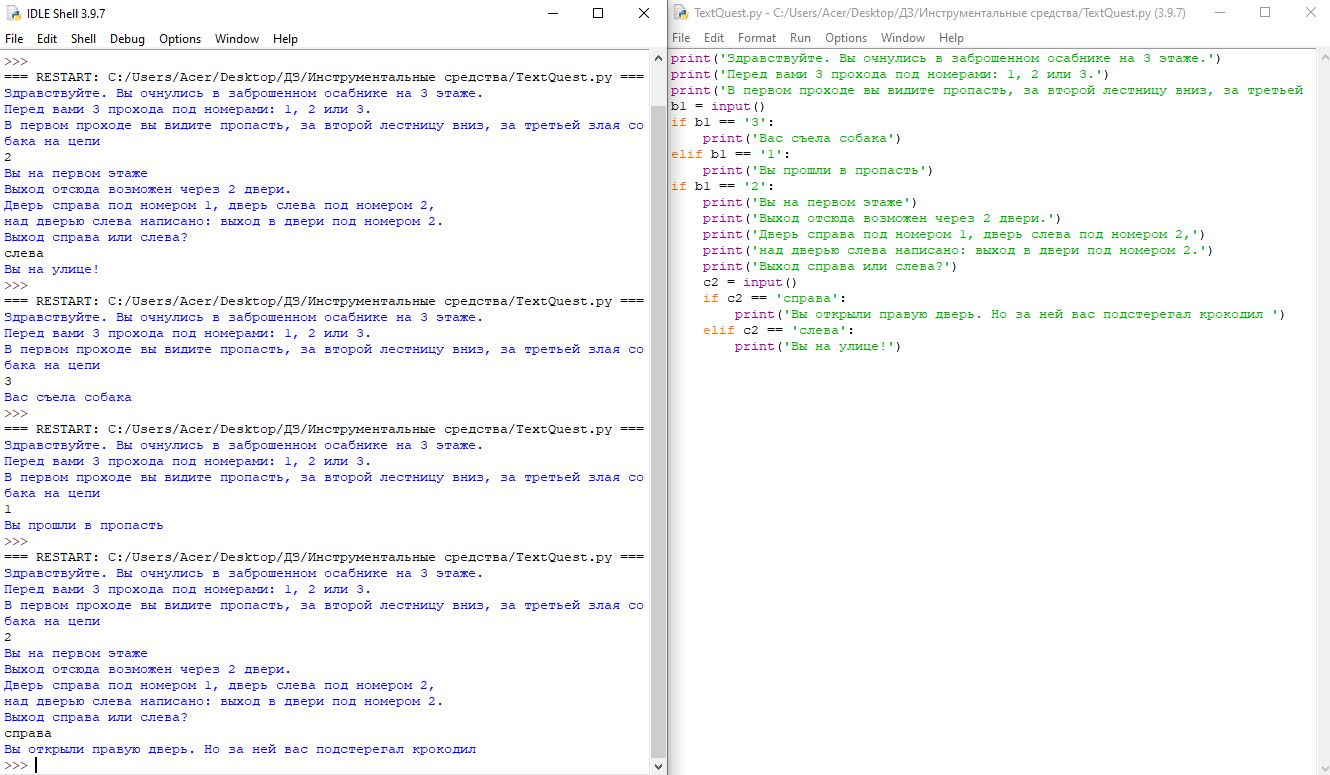 IDLE Shell 3.9.7
File Edit Shell Debug Options Window Help
>>>
=== RESTART: C:/Users/Acer/Desktop/ДЗ/Инструментальные средства/TextQuest.py ===
Здравствуйте. Вы очнулись в заброшенном осабнике на 3 этаже.
Перед вами 3 прохода под номерами: 1, 2 или 3.
В первом проходе вы видите пропасть, за второй лестницу вниз, за третьей злая со
бака на цепи
2
Вы на первом этаже
Выход отсюда возможен через 2 двери.
Дверь справа под номером 1, дверь слева под номером 2,
над дверью слева написано: выход в двери под номером 2.
Выход справа или слева?
слева
Вы на улице!
>>>
=== RESTART: C:/Users/Acer/Desktop/ДЗ/Инструментальные средства/TextQuest.py ===
Здравствуйте. Вы очнулись в заброшенном осабнике на 3 этаже.
Перед вами 3 прохода под номерами: 1, 2 или 3.
В первом проходе вы видите пропасть, за второй лестницу вниз, за третьей злая со
бака на цепи
3
Вас съела собака
>>>
=== RESTART: C:/Users/Acer/Desktop/ДЗ/Инструментальные средства/TextQuest.py ===
Здравствуйте. Вы очнулись в заброшенном осабнике на 3 этаже.
Перед вами 3 прохода под номерами: 1, 2 или 3.
В первом проходе вы видите пропасть, за второй лестницу вниз, за третьей злая со
бака на цепи
1
Вы прошли в пропасть
>>>
=== RESTART: C:/Users/Acer/Desktop/ДЗ/Инструментальные средства/TextQuest.py ===
Здравствуйте. Вы очнулись в заброшенном осабнике на 3 этаже.
Перед вами 3 прохода под номерами: 1, 2 или 3.
В первом проходе вы видите пропасть, за второй лестницу вниз, за третьей злая со
бака на цепи
2
Вы на первом этаже
Выход отсюда возможен через 2 двери.
Дверь справа под номером 1, дверь слева под номером 2,
над дверью слева написано: выход в двери под номером 2.
Выход справа или слева?
справа
Вы открыли правую дверь. Но за ней вас подстерегал крокодил
>>>
TextQuest.py - C:/Users/Acer/Desktop/ДЗ/Инструментальные средства/TextQuest.py (3.9.7)
File Edit Format Run Options Window Help
print('Здравствуйте. Вы очнулись в заброшенном осабнике на 3 этаже.')
print('Перед вами 3 прохода под номерами: 1, 2 или 3.')
print('В первом проходе вы видите пропасть, за второй лестницу вниз, за третьей
b1 = input()
if b1 == '3':
    print('Вас съела собака')
elif b1 == '1':
    print('Вы прошли в пропасть')
if b1 == '2':
    print('Вы на первом этаже')
    print('Выход отсюда возможен через 2 двери.')
    print('Дверь справа под номером 1, дверь слева под номером 2,')
    print('над дверью слева написано: выход в двери под номером 2.')
    print('Выход справа или слева?')
    c2 = input()
    if c2 == 'справа':
        print('Вы открыли правую дверь. Но за ней вас подстерегал крокодил ')
    elif c2 == 'слева':
        print('Вы на улице!')